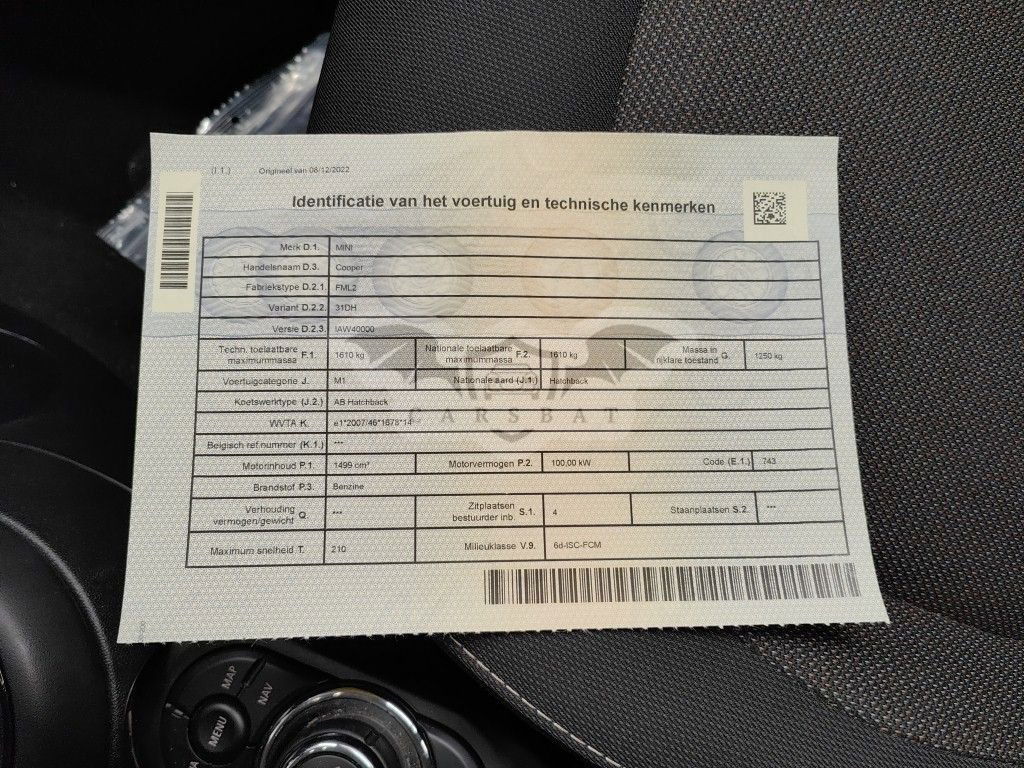 (I.1.) Origineel van 08/12/2022
Identificatie van het voertuig en technische kenmerken
Merk D.1. MINI
Handelsnaam D.3. Cooper
Fabriekstype D.2.1. FML2
Variant D.2.2. 31DH
Versie D.2.3. IAW40000
Techn. toelaatbare maximummassa F.1. 1610 kg Nationale toelaatbare maximummassa F.2. 1610 kg Massa in rijklare toestand G. 1250 kg
Voertuigcategorie J. M1 Nationale aard (J.1.) Hatchback
Koetswerktype (J.2.) AB Hatchback
CARSBAT
WVTA K. e1*2007/46*1678*14
Belgisch ref.nummer (K.1.) ---
Motorinhoud P.1. 1499 cm³ Motorvermogen P.2. 100,00 kW Code (E.1.) 743
Brandstof P.3. Benzine
Verhouding vermogen/gewicht Q. --- Zitplaatsen bestuurder inb. S.1. 4 Staanplaatsen S.2. ---
Maximum snelheid T. 210 Milieuklasse V.9. 6d-ISC-FCM
MAP
NAV
MENU